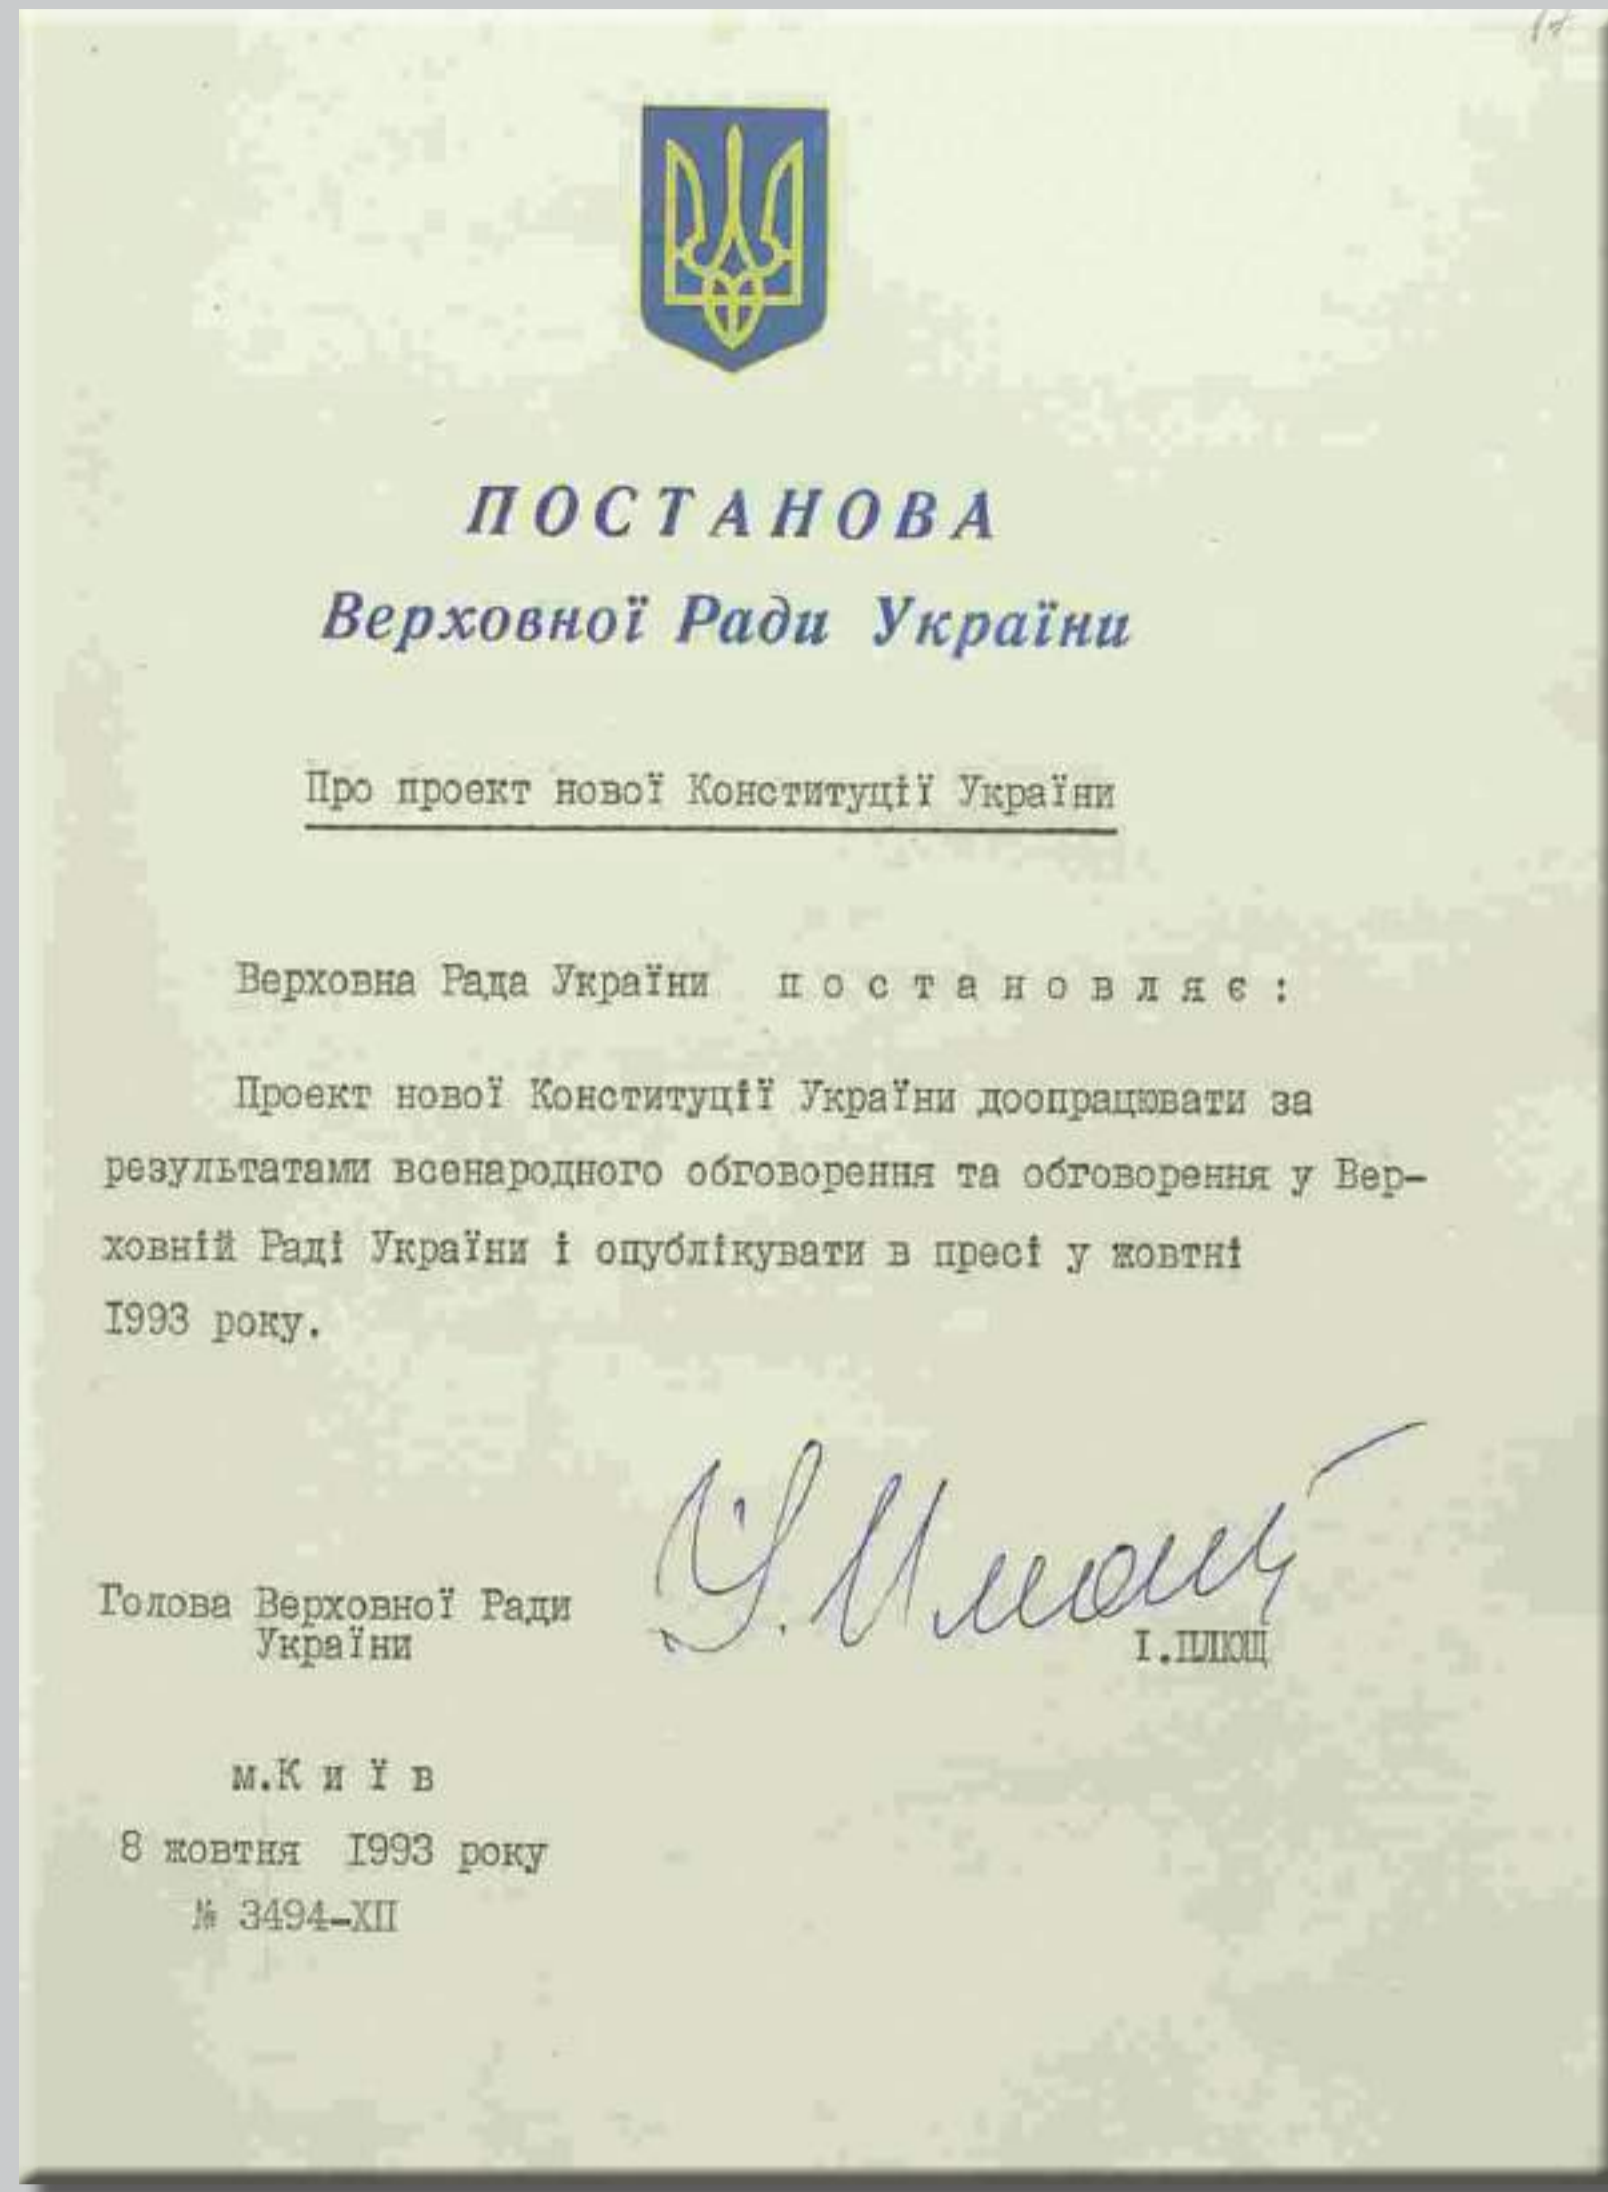 ПОСТАНОВА
Верховної Ради України
Про проект нової Конституції України
Верховна Рада України постановляє:
Проект нової Конституції України доопрацювати за
результатами всенародного обговорення та обговорення у Вер-
ховній Раді України і опублікувати в пресі у жовтні
1993 року.
Голова Верховної Ради
України
І.ПЛЮЩ
м.Київ
8 жовтня 1993 року
№ 3494-XII